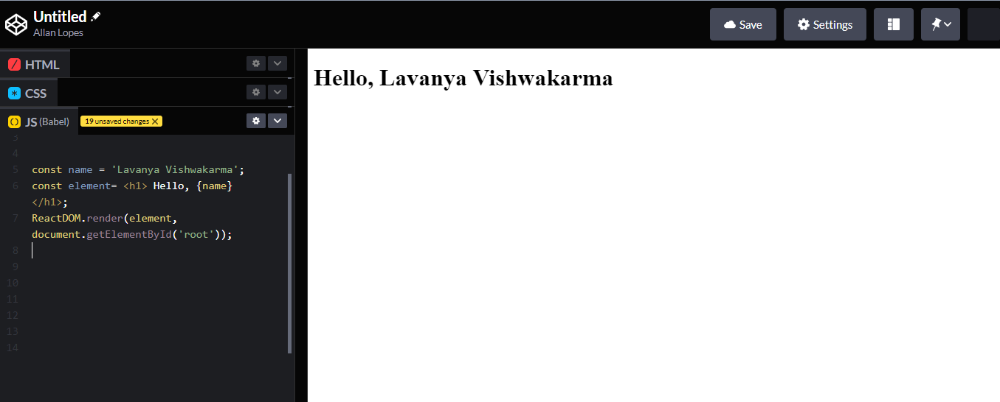 Untitled
Allan Lopes
Save
Settings
HTML
CSS
JS (Babel) 19 unsaved changes
Hello, Lavanya Vishwakarma
3
4
5 const name = 'Lavanya Vishwakarma';
6 const element= <h1> Hello, {name}
</h1>;
7 ReactDOM.render(element,
document.getElementById('root'));
8
9
10
11
12
13
14